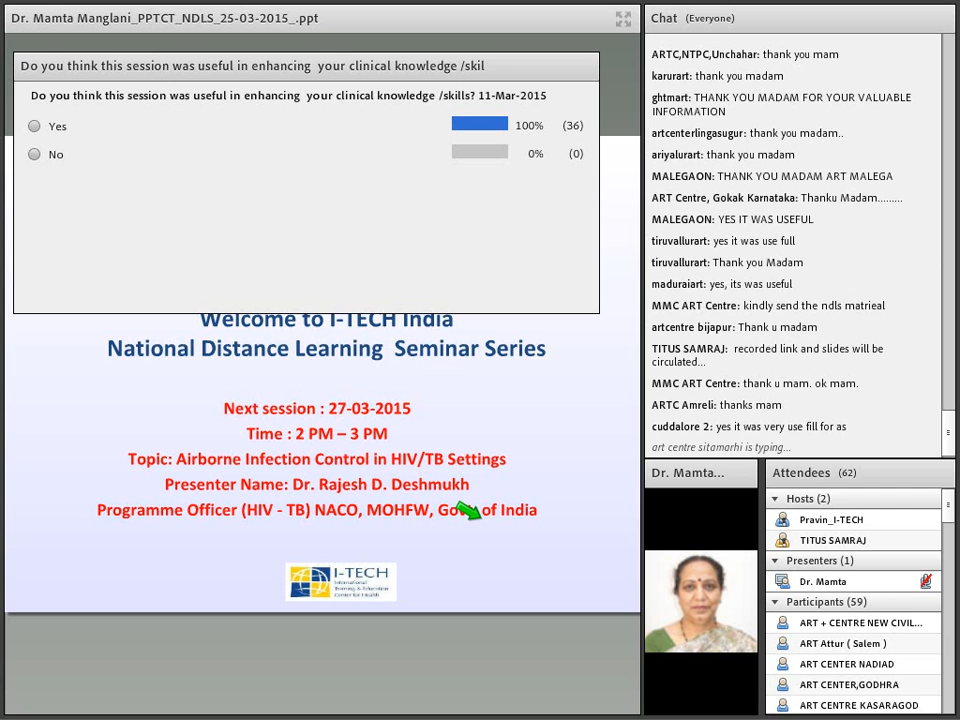 Dr. Mamta Manglani_PPTCT_NDLS_25-03-2015_.ppt
Do you think this session was useful in enhancing  your clinical knowledge /skil
Do you think this session was useful in enhancing  your clinical knowledge /skills? 11-Mar-2015
Yes 100% (36)
No 0% (0)
Welcome to I-TECH India
National Distance Learning  Seminar Series
Next session : 27-03-2015
Time : 2 PM – 3 PM
Topic: Airborne Infection Control in HIV/TB Settings
Presenter Name: Dr. Rajesh D. Deshmukh
Programme Officer (HIV - TB) NACO, MOHFW, of India
I-TECH
International
Training & Education
Center for Health
Chat (Everyone)
ARTC,NTPC,Unchahar: thank you mam
karurart: thank you madam
ghtmart: THANK YOU MADAM FOR YOUR VALUABLE
INFORMATION
artcenterlingasugur: thank you madam..
ariyalurart: thank you madam
MALEGAON: THANK YOU MADAM ART MALEGA
ART Centre, Gokak Karnataka: Thanku Madam.........
MALEGAON: YES IT WAS USEFUL
tiruvallurart: yes it was use full
tiruvallurart: Thank you Madam
maduraiart: yes, its was useful
MMC ART Centre: kindly send the ndls matrieal
artcentre bijapur: Thank u madam
TITUS SAMRAJ:  recorded link and slides will be
circulated...
MMC ART Centre: thank u mam. ok mam.
ARTC Amreli: thanks mam
cuddalore 2: yes it was very use fill for as
art centre sitamarhi is typing...
Dr. Mamta...
Attendees (62)
Hosts (2)
Pravin_I-TECH
TITUS SAMRAJ
Presenters (1)
Dr. Mamta
Participants (59)
ART + CENTRE NEW CIVIL...
ART Attur ( Salem )
ART CENTER NADIAD
ART CENTER,GODHRA
ART CENTRE KASARAGOD